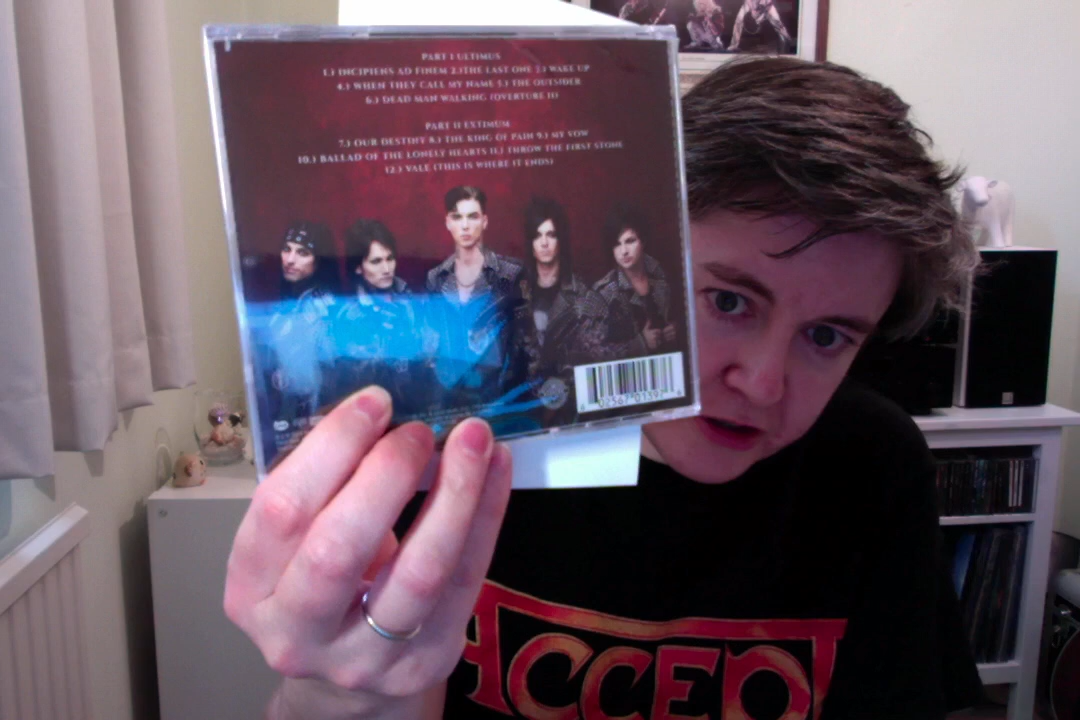 PART I ULTIMUS
1.) INCIPIENS AD FINEM 2.) THE LAST ONE 3.) WAKE UP
4.) WHEN THEY CALL MY NAME 5.) THE OUTSIDER
6.) DEAD MAN WALKING (OVERTURE II)
PART II EXTIMUM
7.) OUR DESTINY 8.) THE KING OF PAIN 9.) MY VOW
10.) BALLAD OF THE LONELY HEARTS 11.) THROW THE FIRST STONE
12.) VALE (THIS IS WHERE IT ENDS)
ACCEPT